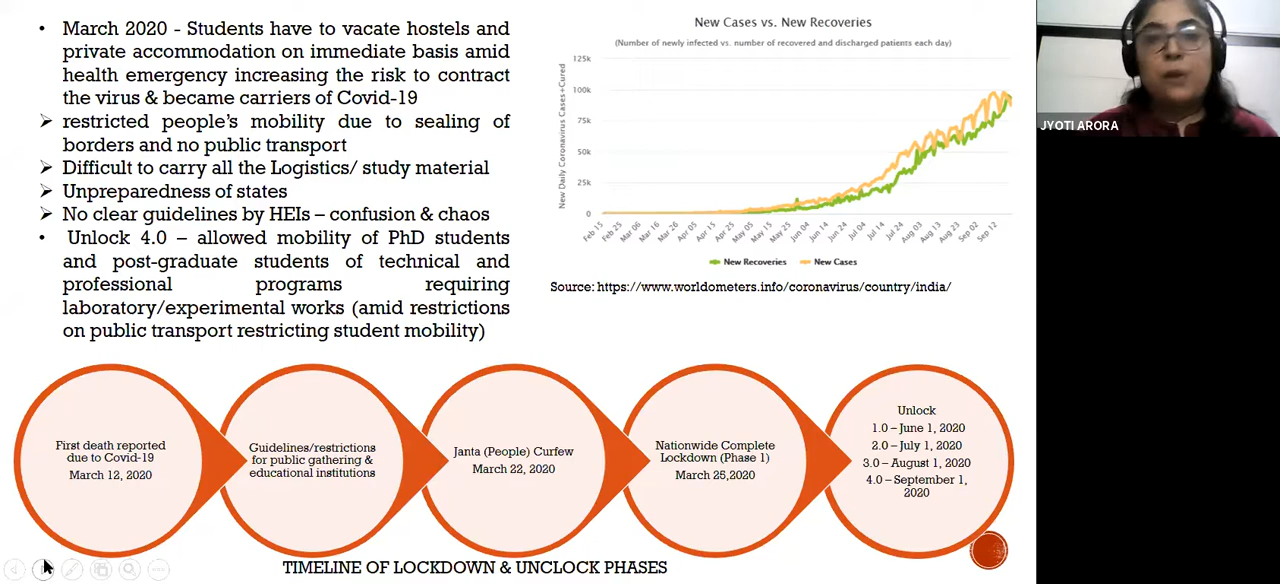 • March 2020 - Students have to vacate hostels and
private accommodation on immediate basis amid
health emergency increasing the risk to contract
the virus & became carriers of Covid-19
➢ restricted people's mobility due to sealing of
borders and no public transport
➢ Difficult to carry all the Logistics/ study material
➢ Unpreparedness of states
➢ No clear guidelines by HEIs – confusion & chaos
• Unlock 4.0 – allowed mobility of PhD students
and post-graduate students of technical and
professional programs requiring
laboratory/experimental works (amid restrictions
on public transport restricting student mobility)
New Cases vs. New Recoveries
(Number of newly infected vs. number of recovered and discharged patients each day)
New Daily Coronavirus Cases+Cured
125k
100k
75k
50k
25k
0
Feb 15
Feb 25
Mar 06
Mar 16
Mar 26
Apr 05
Apr 15
Apr 25
May 05
May 15
May 25
Jun 04
Jun 14
Jun 24
Jul 04
Jul 14
Jul 24
Aug 03
Aug 13
Aug 23
Sep 02
Sep 12
New Recoveries New Cases
Source: https://www.worldometers.info/coronavirus/country/india/
JYOTI ARORA
First death reported
due to Covid-19
March 12, 2020
Guidelines/restrictions
for public gathering &
educational institutions
Janta (People) Curfew
March 22, 2020
Nationwide Complete
Lockdown (Phase 1)
March 25,2020
Unlock
1.0 – June 1, 2020
2.0 – July 1, 2020
3.0 – August 1, 2020
4.0 – September 1,
2020
TIMELINE OF LOCKDOWN & UNCLOCK PHASES